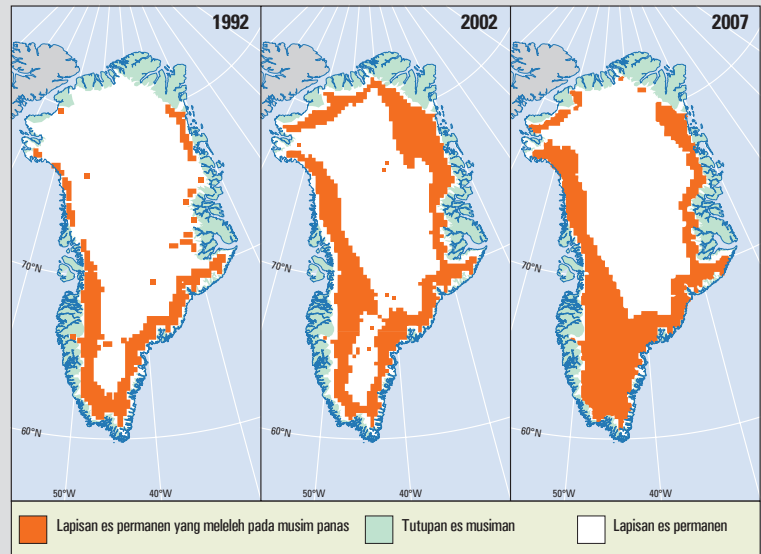 1992
2002
2007
70°N
70°N
70°N
60°N
60°N
60°N
50°W 40°W
50°W 40°W
50°W 40°W
Lapisan es permanen yang meleleh pada musim panas
Tutupan es musiman
Lapisan es permanen